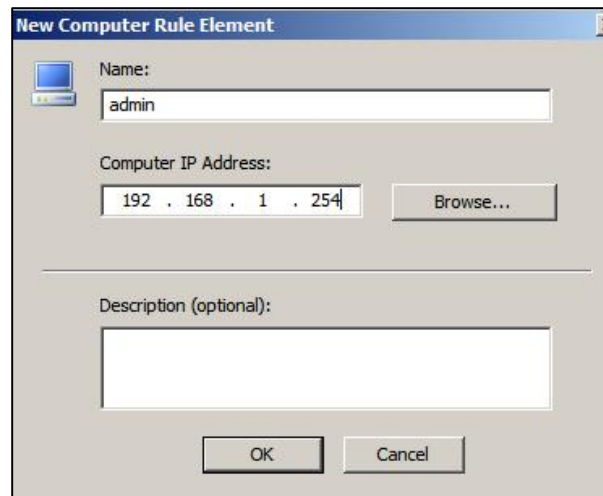 New Computer Rule Element
Name:
admin
Computer IP Address:
192 . 168 . 1 . 254
Browse...
Description (optional):
OK Cancel